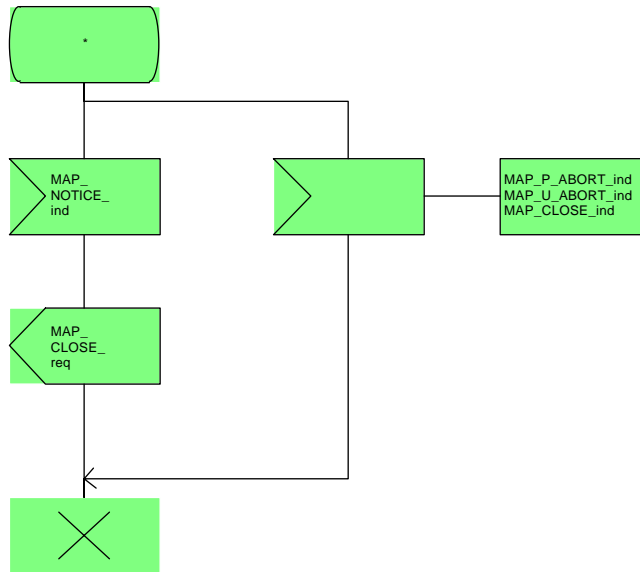 *
MAP_
NOTICE_
ind
MAP_P_ABORT_ind
MAP_U_ABORT_ind
MAP_CLOSE_ind
MAP_
CLOSE_
req